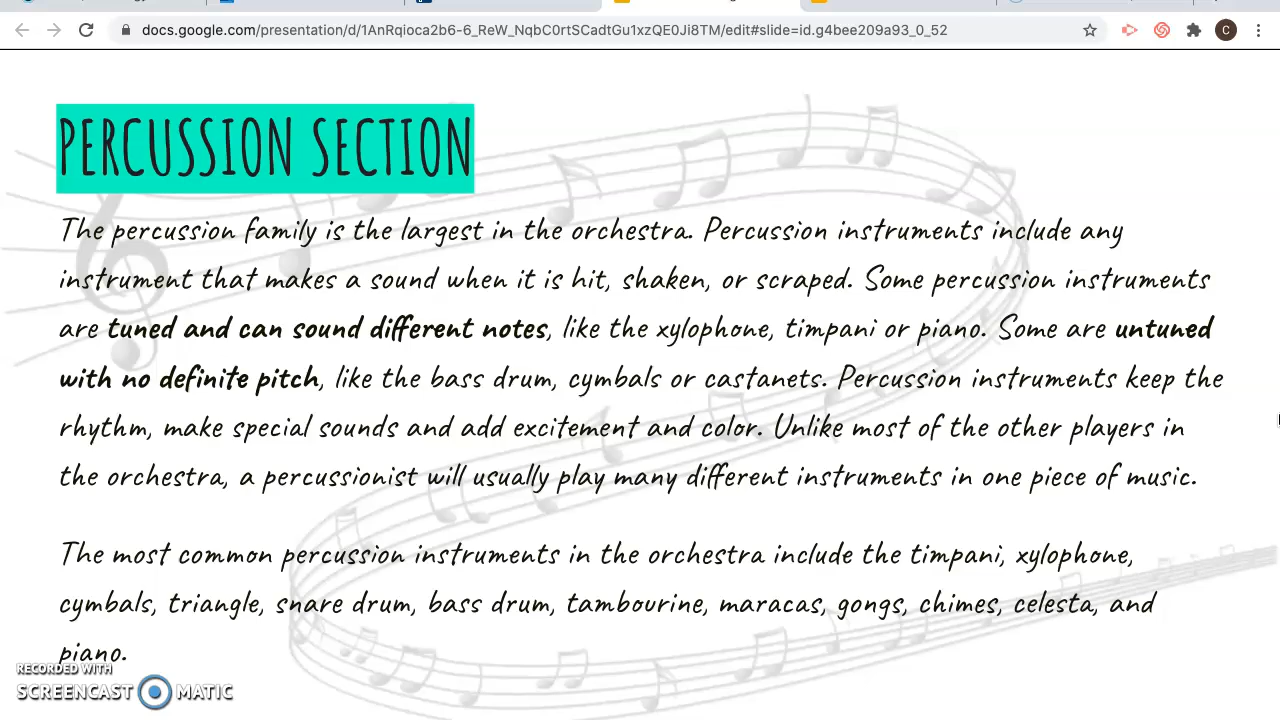 docs.google.com/presentation/d/1AnRqioca2b6-6_ReW_NqbC0rtSCadtGu1xzQE0Ji8TM/edit#slide=id.g4bee209a93_0_52
C
PERCUSSION SECTION
The percussion family is the largest in the orchestra. Percussion instruments include any
instrument that makes a sound when it is hit, shaken, or scraped. Some percussion instruments
are tuned and can sound different notes, like the xylophone, timpani or piano. Some are untuned
with no definite pitch, like the bass drum, cymbals or castanets. Percussion instruments keep the
rhythm, make special sounds and add excitement and color. Unlike most of the other players in
the orchestra, a percussionist will usually play many different instruments in one piece of music.
The most common percussion instruments in the orchestra include the timpani, xylophone,
cymbals, triangle, snare drum, bass drum, tambourine, maracas, gongs, chimes, celesta, and
piano.
RECORDED WITH
SCREENCAST MATIC